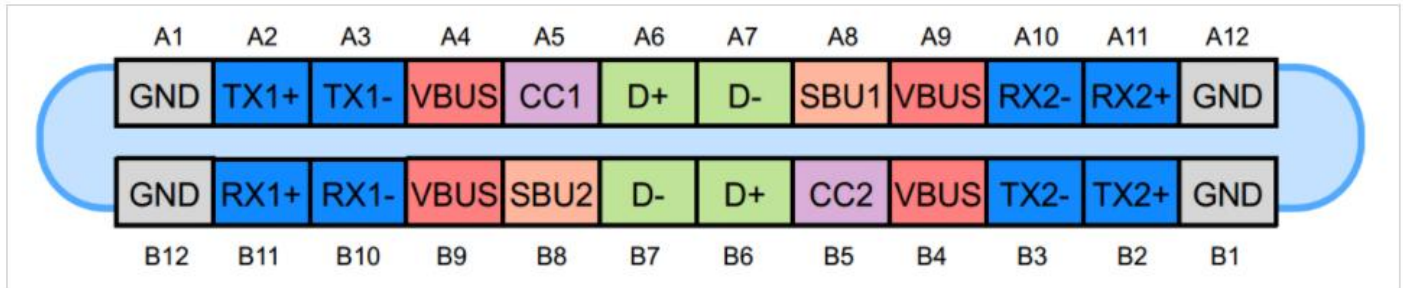 A1 A2 A3 A4 A5 A6 A7 A8 A9 A10 A11 A12
GND TX1+ TX1- VBUS CC1 D+ D- SBU1 VBUS RX2- RX2+ GND
GND RX1+ RX1- VBUS SBU2 D- D+ CC2 VBUS TX2- TX2+ GND
B12 B11 B10 B9 B8 B7 B6 B5 B4 B3 B2 B1